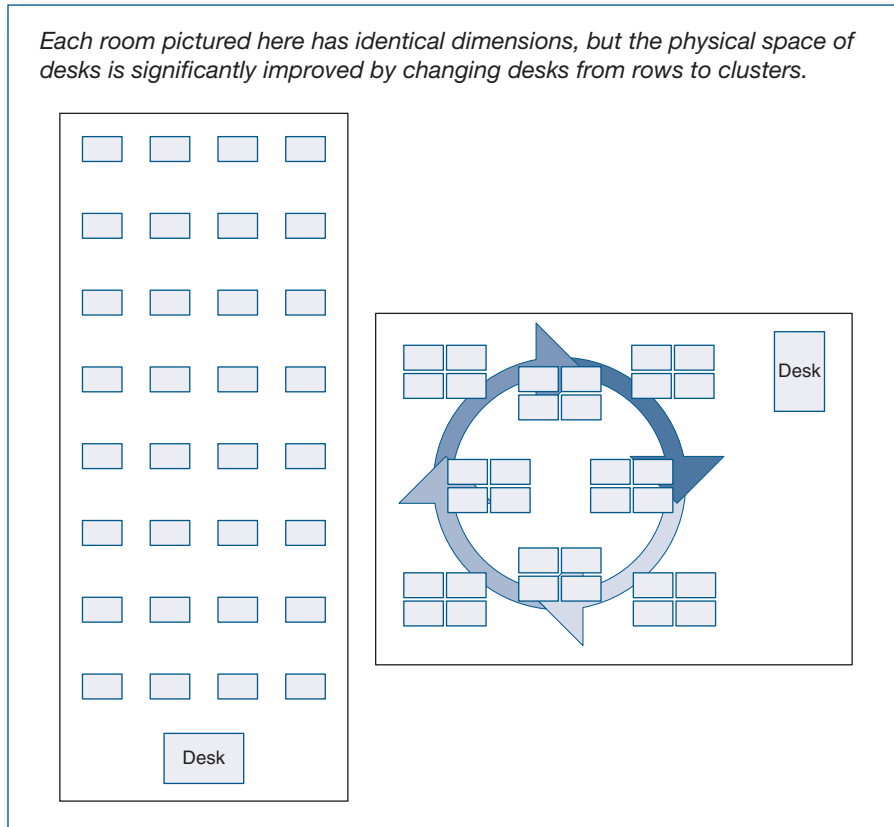 Each room pictured here has identical dimensions, but the physical space of
desks is significantly improved by changing desks from rows to clusters.
Desk
Desk